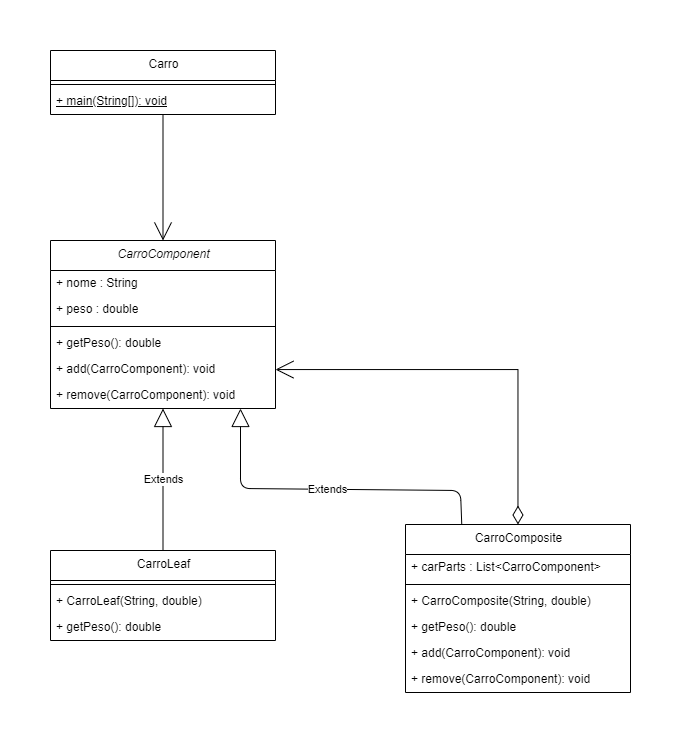 Carro
+ main(String[]): void
CarroComponent
+ nome : String
+ peso : double
+ getPeso(): double
+ add(CarroComponent): void
+ remove(CarroComponent): void
Extends
Extends
CarroLeaf
+ CarroLeaf(String, double)
+ getPeso(): double
CarroComposite
+ carParts : List<CarroComponent>
+ CarroComposite(String, double)
+ getPeso(): double
+ add(CarroComponent): void
+ remove(CarroComponent): void